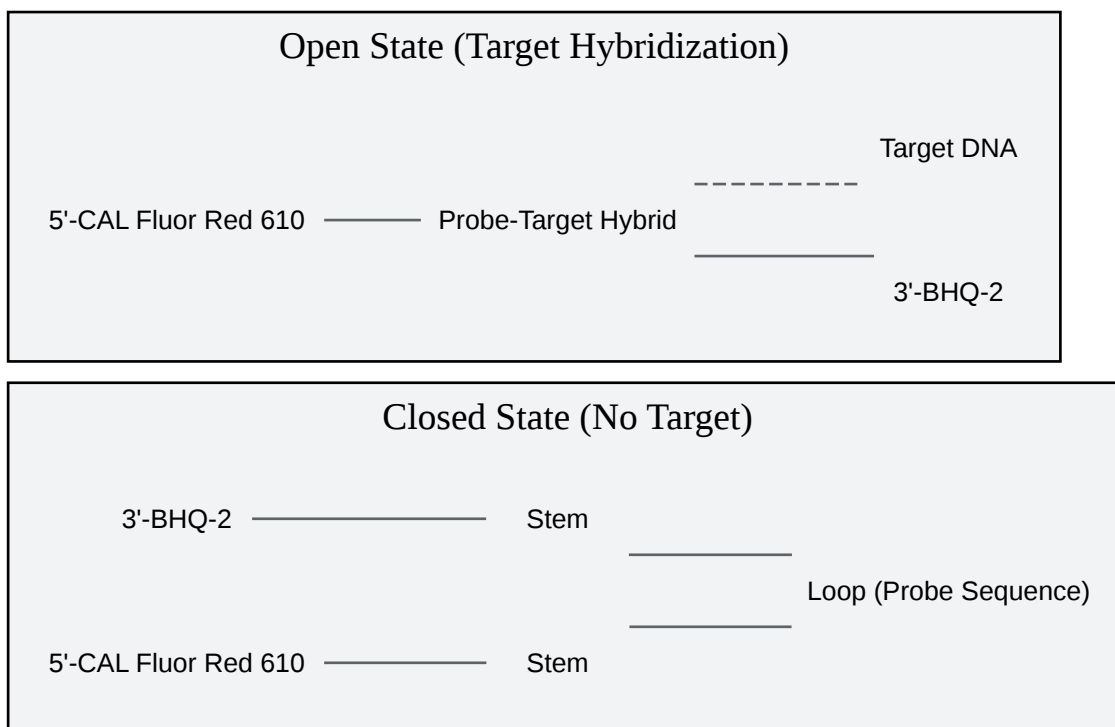 Open State (Target Hybridization)
Target DNA
5'-CAL Fluor Red 610
Probe-Target Hybrid
3'-BHQ-2
Closed State (No Target)
3'-BHQ-2
Stem
Loop (Probe Sequence)
5'-CAL Fluor Red 610
Stem